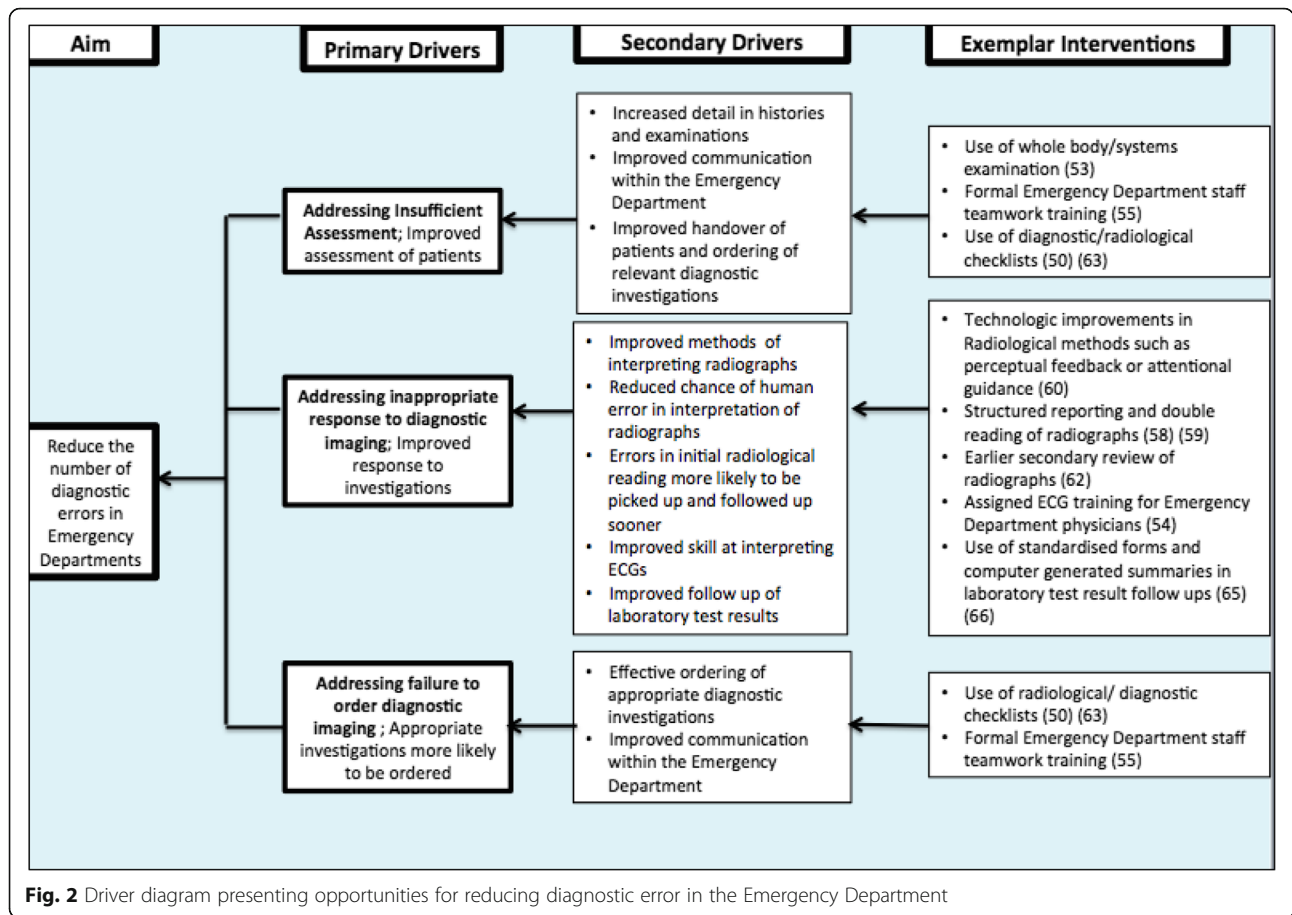 Aim
Primary Drivers
Secondary Drivers
Exemplar Interventions
Reduce the
number of
diagnostic
errors in
Emergency
Departments
Addressing Insufficient
Assessment; Improved
assessment of patients
• Increased detail in histories
and examinations
• Improved communication
within the Emergency
Department
• Improved handover of
patients and ordering of
relevant diagnostic
investigations
• Use of whole body/systems
examination (53)
• Formal Emergency Department
staff teamwork training (55)
• Use of diagnostic/radiological
checklists (50) (63)
Addressing inappropriate
response to diagnostic
imaging; Improved
response to
investigations
• Improved methods of
interpreting radiographs
• Reduced chance of human
error in interpretation of
radiographs
• Errors in initial radiological
reading more likely to be
picked up and followed up
sooner
• Improved skill at interpreting
ECGs
• Improved follow up of
laboratory test results
• Technologic improvements in
Radiological methods such as
perceptual feedback or attentional
guidance (60)
• Structured reporting and double
reading of radiographs (58) (59)
• Earlier secondary review of
radiographs (62)
• Assigned ECG training for Emergency
Department physicians (54)
• Use of standardised forms and
computer generated summaries in
laboratory test result follow ups (65)
(66)
Addressing failure to
order diagnostic
imaging ; Appropriate
investigations more likely
to be ordered
• Effective ordering of
appropriate diagnostic
investigations
• Improved communication
within the Emergency
Department
• Use of radiological/ diagnostic
checklists (50) (63)
• Formal Emergency Department staff
teamwork training (55)
Fig. 2 Driver diagram presenting opportunities for reducing diagnostic error in the Emergency Department